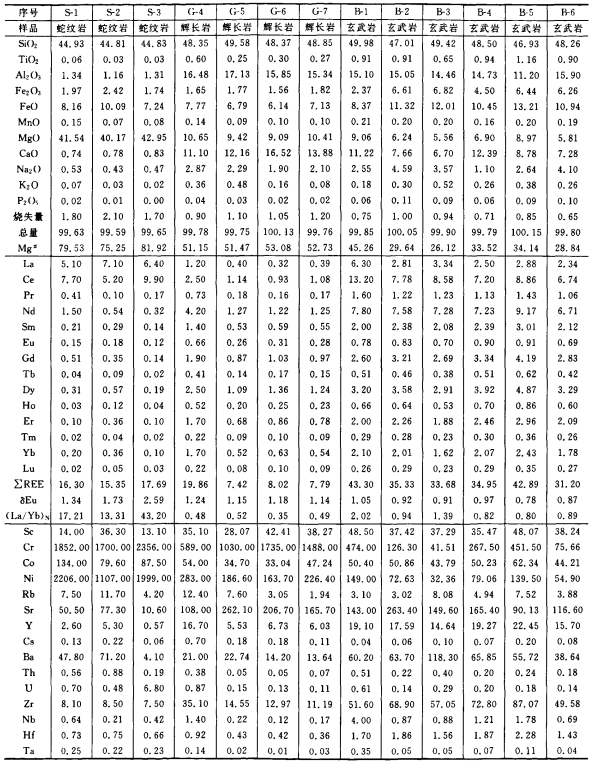 序号 S-1 S-2 S-3 G-4 G-5 G-6 G-7 B-1 B-2 B-3 B-4 B-5 B-6
样品 蛇纹岩 蛇纹岩 蛇纹岩 辉长岩 辉长岩 辉长岩 辉长岩 玄武岩 玄武岩 玄武岩 玄武岩 玄武岩 玄武岩
SiO₂ 44.93 44.81 44.83 48.35 49.58 48.37 48.85 49.98 47.01 49.42 48.50 46.93 48.26
TiO₂ 0.06 0.03 0.03 0.60 0.25 0.30 0.27 0.91 0.91 0.65 0.94 1.16 0.90
Al₂O₃ 1.34 1.16 1.31 16.48 17.13 15.85 15.34 15.10 15.05 14.46 14.73 11.20 15.90
Fe₂O₃ 1.97 2.42 1.74 1.65 1.77 1.56 1.82 2.37 6.61 6.82 4.50 6.44 6.26
FeO 8.16 10.09 7.24 7.77 6.79 6.14 7.13 8.37 11.32 12.01 10.45 13.21 10.94
MnO 0.15 0.07 0.08 0.14 0.09 0.10 0.10 0.21 0.20 0.20 0.16 0.20 0.19
MgO 41.54 40.17 42.95 10.65 9.42 9.09 10.41 9.06 6.24 5.56 6.90 8.97 5.81
CaO 0.74 0.78 0.83 11.10 12.16 16.52 13.88 11.22 7.66 6.70 12.39 8.78 7.28
Na₂O 0.53 0.43 0.47 2.87 2.29 1.90 2.10 2.55 4.59 3.57 1.10 2.64 4.10
K₂O 0.07 0.03 0.02 0.36 0.48 0.16 0.08 0.18 0.30 0.52 0.26 0.38 0.26
P₂O₅ 0.02 0.01 0.00 0.04 0.03 0.02 0.02 0.06 0.11 0.09 0.06 0.09 0.10
烧失量 1.80 2.10 1.70 0.90 1.10 1.05 1.20 0.75 1.00 0.94 0.71 0.85 0.65
总量 99.63 99.59 99.65 99.78 99.75 100.13 99.76 99.85 100.05 99.90 99.79 100.15 99.80
Mg# 79.53 75.25 81.92 51.15 51.47 53.08 52.73 45.26 29.64 26.12 33.52 34.14 28.84
La 5.10 7.10 6.40 1.20 0.40 0.32 0.39 6.30 2.81 3.34 2.50 2.88 2.34
Ce 7.70 5.20 9.90 2.50 1.14 0.93 1.08 13.20 7.78 8.58 7.20 8.86 6.74
Pr 0.41 0.10 0.17 0.73 0.18 0.16 0.17 1.60 1.22 1.23 1.13 1.43 1.06
Nd 1.50 0.54 0.32 4.20 1.27 1.22 1.25 7.80 7.58 7.28 7.23 9.17 6.71
Sm 0.21 0.29 0.14 1.40 0.53 0.59 0.55 2.00 2.38 2.08 2.39 3.01 2.12
Eu 0.15 0.18 0.12 0.66 0.26 0.31 0.28 0.78 0.83 0.70 0.90 0.91 0.69
Gd 0.51 0.35 0.14 1.90 0.87 1.03 0.97 2.60 3.21 2.69 3.34 4.19 2.83
Tb 0.04 0.09 0.02 0.41 0.14 0.17 0.15 0.51 0.46 0.38 0.51 0.62 0.42
Dy 0.31 0.57 0.19 2.50 1.09 1.36 1.24 3.20 3.58 2.91 3.92 4.87 3.29
Ho 0.03 0.12 0.04 0.52 0.20 0.25 0.23 0.66 0.64 0.53 0.70 0.86 0.60
Er 0.10 0.36 0.10 1.70 0.68 0.86 0.78 2.00 2.26 1.88 2.46 2.96 2.09
Tm 0.02 0.04 0.02 0.22 0.09 0.10 0.09 0.29 0.28 0.23 0.30 0.36 0.26
Yb 0.20 0.36 0.10 1.70 0.52 0.63 0.54 2.10 2.01 1.62 2.07 2.43 1.78
Lu 0.02 0.05 0.03 0.22 0.08 0.10 0.09 0.26 0.29 0.23 0.29 0.35 0.27
∑REE 16.30 15.35 17.69 19.86 7.42 8.02 7.79 43.30 35.33 33.68 34.95 42.89 31.20
δEu 1.34 1.73 2.59 1.24 1.15 1.18 1.14 1.05 0.92 0.91 0.97 0.78 0.87
(La/Yb)N 17.21 13.31 43.20 0.48 0.52 0.35 0.49 2.02 0.94 1.39 0.82 0.80 0.89
Sc 14.00 36.30 13.10 35.10 28.07 42.41 38.27 48.50 37.42 37.29 35.47 48.07 38.24
Cr 1852.00 1700.00 2356.00 589.00 1030.00 1735.00 1488.00 474.00 126.30 41.51 267.50 451.50 75.66
Co 134.00 79.60 87.50 54.00 34.70 33.04 47.24 50.40 50.86 43.79 50.23 62.34 44.21
Ni 2206.00 1107.00 1999.00 283.00 186.60 163.70 226.40 149.00 72.63 32.36 79.06 139.50 54.90
Rb 7.50 11.70 4.20 12.40 7.60 3.05 1.94 3.10 3.02 8.08 4.94 7.52 3.88
Sr 50.50 77.30 10.60 108.00 262.10 206.70 165.70 143.00 263.40 149.60 165.40 90.13 116.60
Y 2.60 5.30 0.57 16.70 5.53 6.73 6.03 19.10 17.59 14.64 19.27 22.45 15.70
Cs 0.13 0.22 0.06 0.70 0.18 0.18 0.11 0.04 0.06 0.10 0.07 0.20 0.08
Ba 47.80 71.20 4.10 21.00 22.74 14.20 13.64 60.20 63.70 118.30 65.85 55.72 38.64
Th 0.56 0.88 0.19 0.38 0.05 0.05 0.07 0.51 0.22 0.40 0.20 0.24 0.18
U 0.70 0.48 6.80 0.87 0.15 0.13 0.11 0.61 0.14 0.29 0.20 0.18 0.14
Zr 8.10 8.50 7.50 35.10 14.55 12.97 11.19 51.60 68.90 57.05 72.80 87.07 49.58
Nb 0.64 0.21 0.42 1.40 0.22 0.12 0.17 4.00 0.87 0.88 1.21 1.78 0.69
Hf 0.73 0.75 0.66 0.92 0.43 0.42 0.36 1.70 1.86 1.56 1.87 2.28 1.43
Ta 0.25 0.22 0.23 0.14 0.02 0.01 0.03 0.35 0.05 0.05 0.07 0.11 0.04